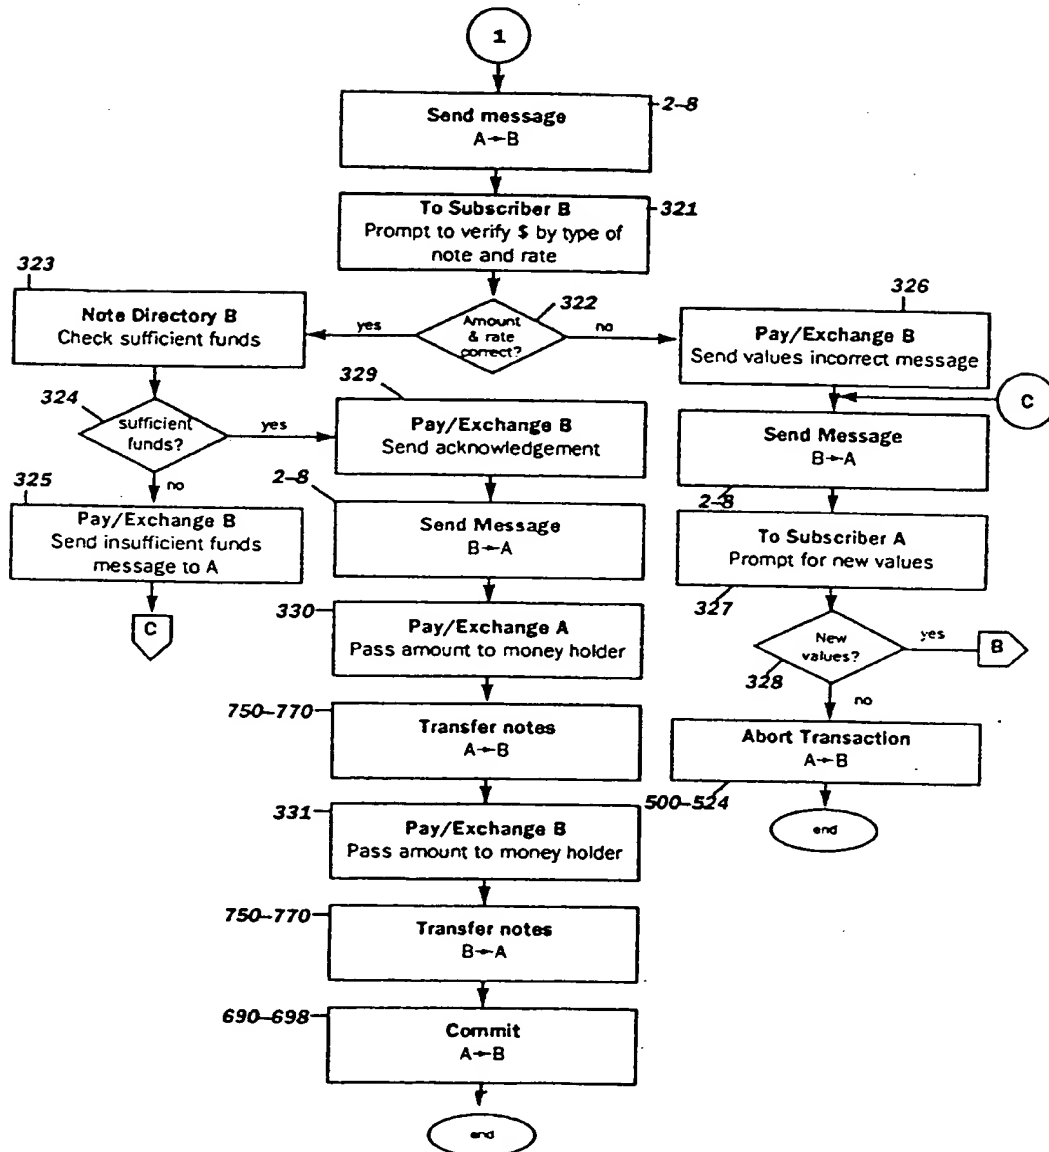 1
2-8
Send message
A→B
321
To Subscriber B
Prompt to verify $ by type of
note and rate
323
Note Directory B
Check sufficient funds
yes
322
Amount
& rate
correct?
no
326
Pay/Exchange B
Send values incorrect message
C
324
sufficient
funds?
yes
no
329
Pay/Exchange B
Send acknowledgement
Send Message
B→A
2-8
325
Pay/Exchange B
Send insufficient funds
message to A
C
2-8
Send Message
B→A
To Subscriber A
Prompt for new values
327
330
Pay/Exchange A
Pass amount to money holder
New
values?
yes
B
328
no
750-770
Transfer notes
A→B
Abort Transaction
A→B
500-524
end
331
Pay/Exchange B
Pass amount to money holder
750-770
Transfer notes
B→A
690-698
Commit
A→B
end